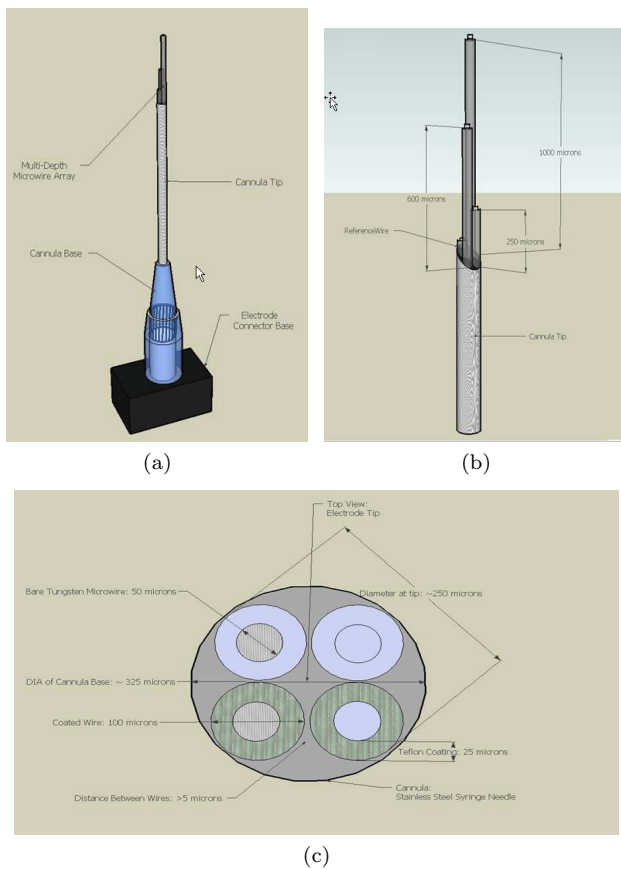 Multi-Depth
Microwire Array
Cannula Tip
Cannula Base
Electrode
Connector Base
(a)
1000 microns
600 microns
ReferenceWire
250 microns
Cannula Tip
(b)
Top View:
Electrode Tip
Bare Tungsten Microwire: 50 microns
Diameter at tip: ~250 microns
DIA of Cannula Base: ~ 325 microns
Coated Wire: 100 microns
Teflon Coating: 25 microns
Distance Between Wires: >5 microns
Cannula:
Stainless Steel Syringe Needle
(c)